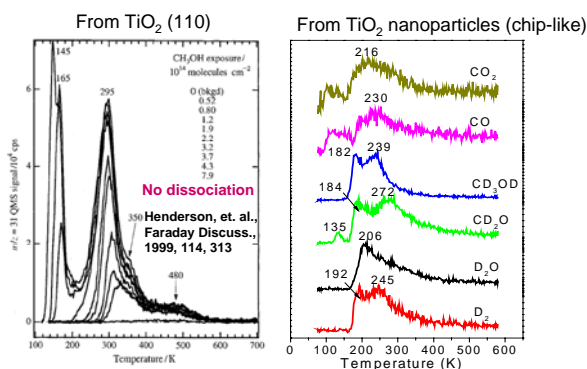 From TiO2 (110)
145
165
295
CH3OH exposure/
10^14 molecules cm^-2
0 (bkgd)
0.52
0.80
1.2
1.9
3.2
3.7
4.3
7.9
No dissociation
350
Henderson, et. al.,
Faraday Discuss.,
1999, 114, 313
480
m/z = 31 QMS signal/10^4 cps
6
4
2
0
100 200 300 400 500 600 700
Temperature/K
From TiO2 nanoparticles (chip-like)
216
CO2
230
CO
182 239
CD3OD
184 272
CD2O
135
206
D2O
192 245
D2
0 100 200 300 400 500 600
Temperature (K)